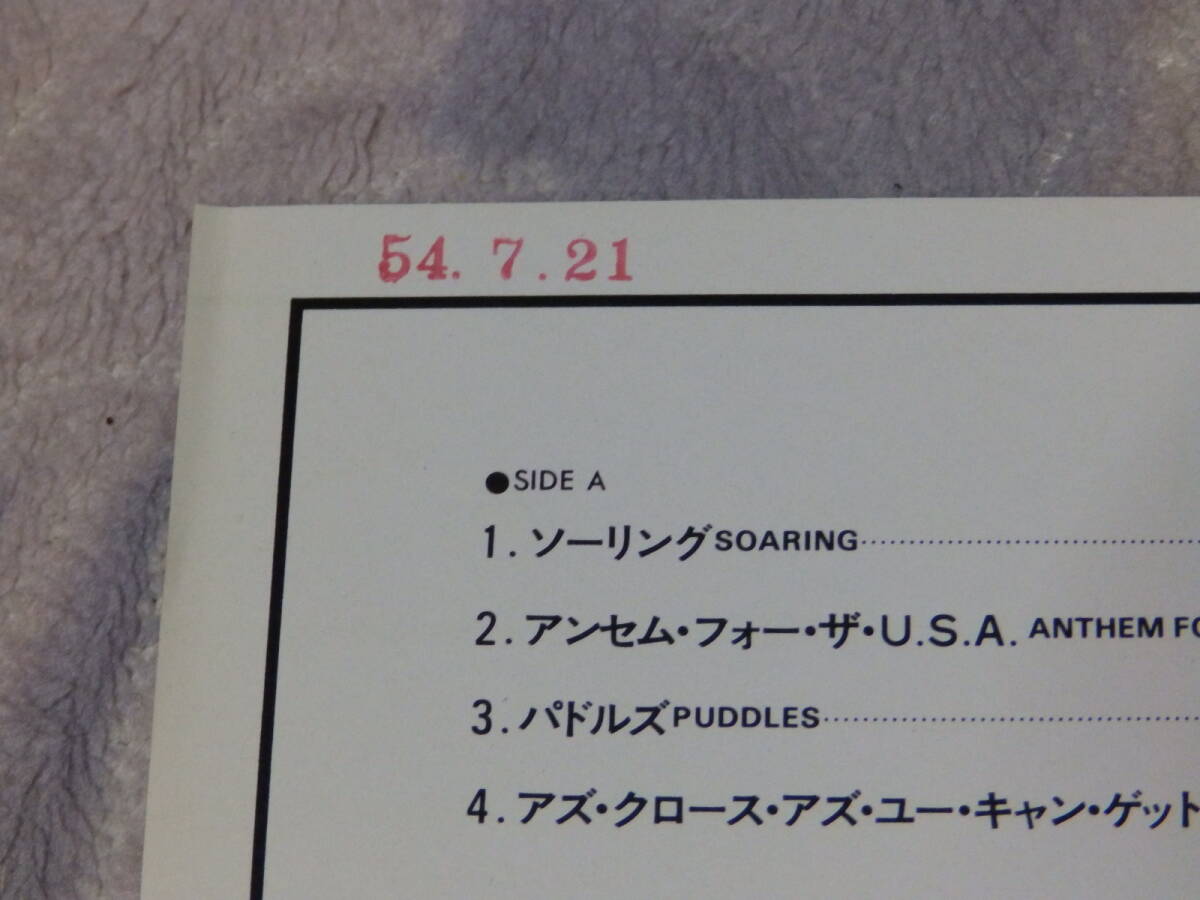 54.7.21
●SIDE A
1.ソーリングSOARING
2.アンセム・フォー・ザ・U.S.A. ANTHEM
3.パドルズPUDDLES
4.アズ・クロース・アズ・ユー・キャン・ゲット